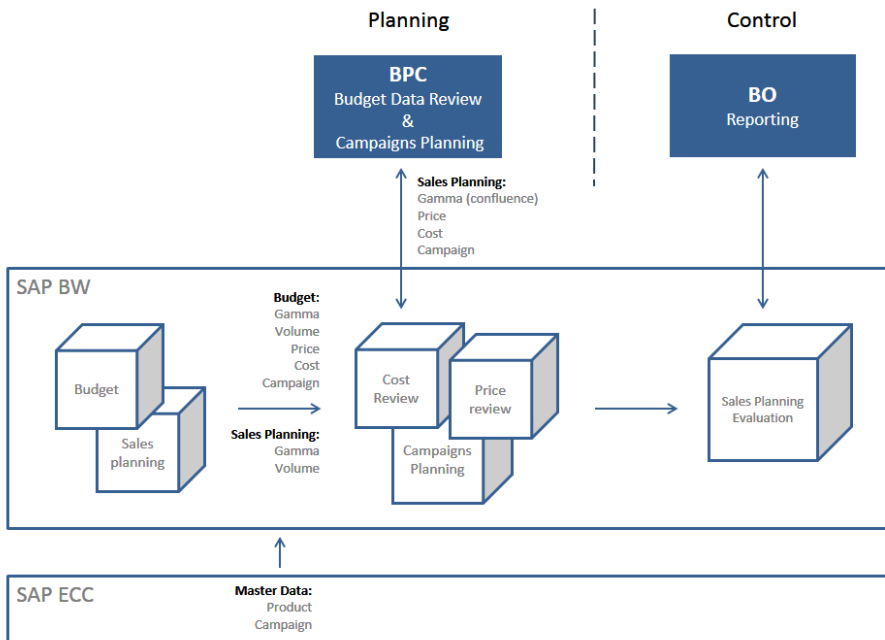 Planning
Control
BPC
Budget Data Review
&
Campaigns Planning
BO
Reporting
Sales Planning:
Gamma (confluence)
Price
Cost
Campaign
SAP BW
Budget:
Gamma
Volume
Price
Cost
Campaign
Sales Planning:
Gamma
Volume
Budget
Sales
planning
Cost
Review
Price
review
Campaigns
Planning
Sales Planning
Evaluation
SAP ECC
Master Data:
Product
Campaign